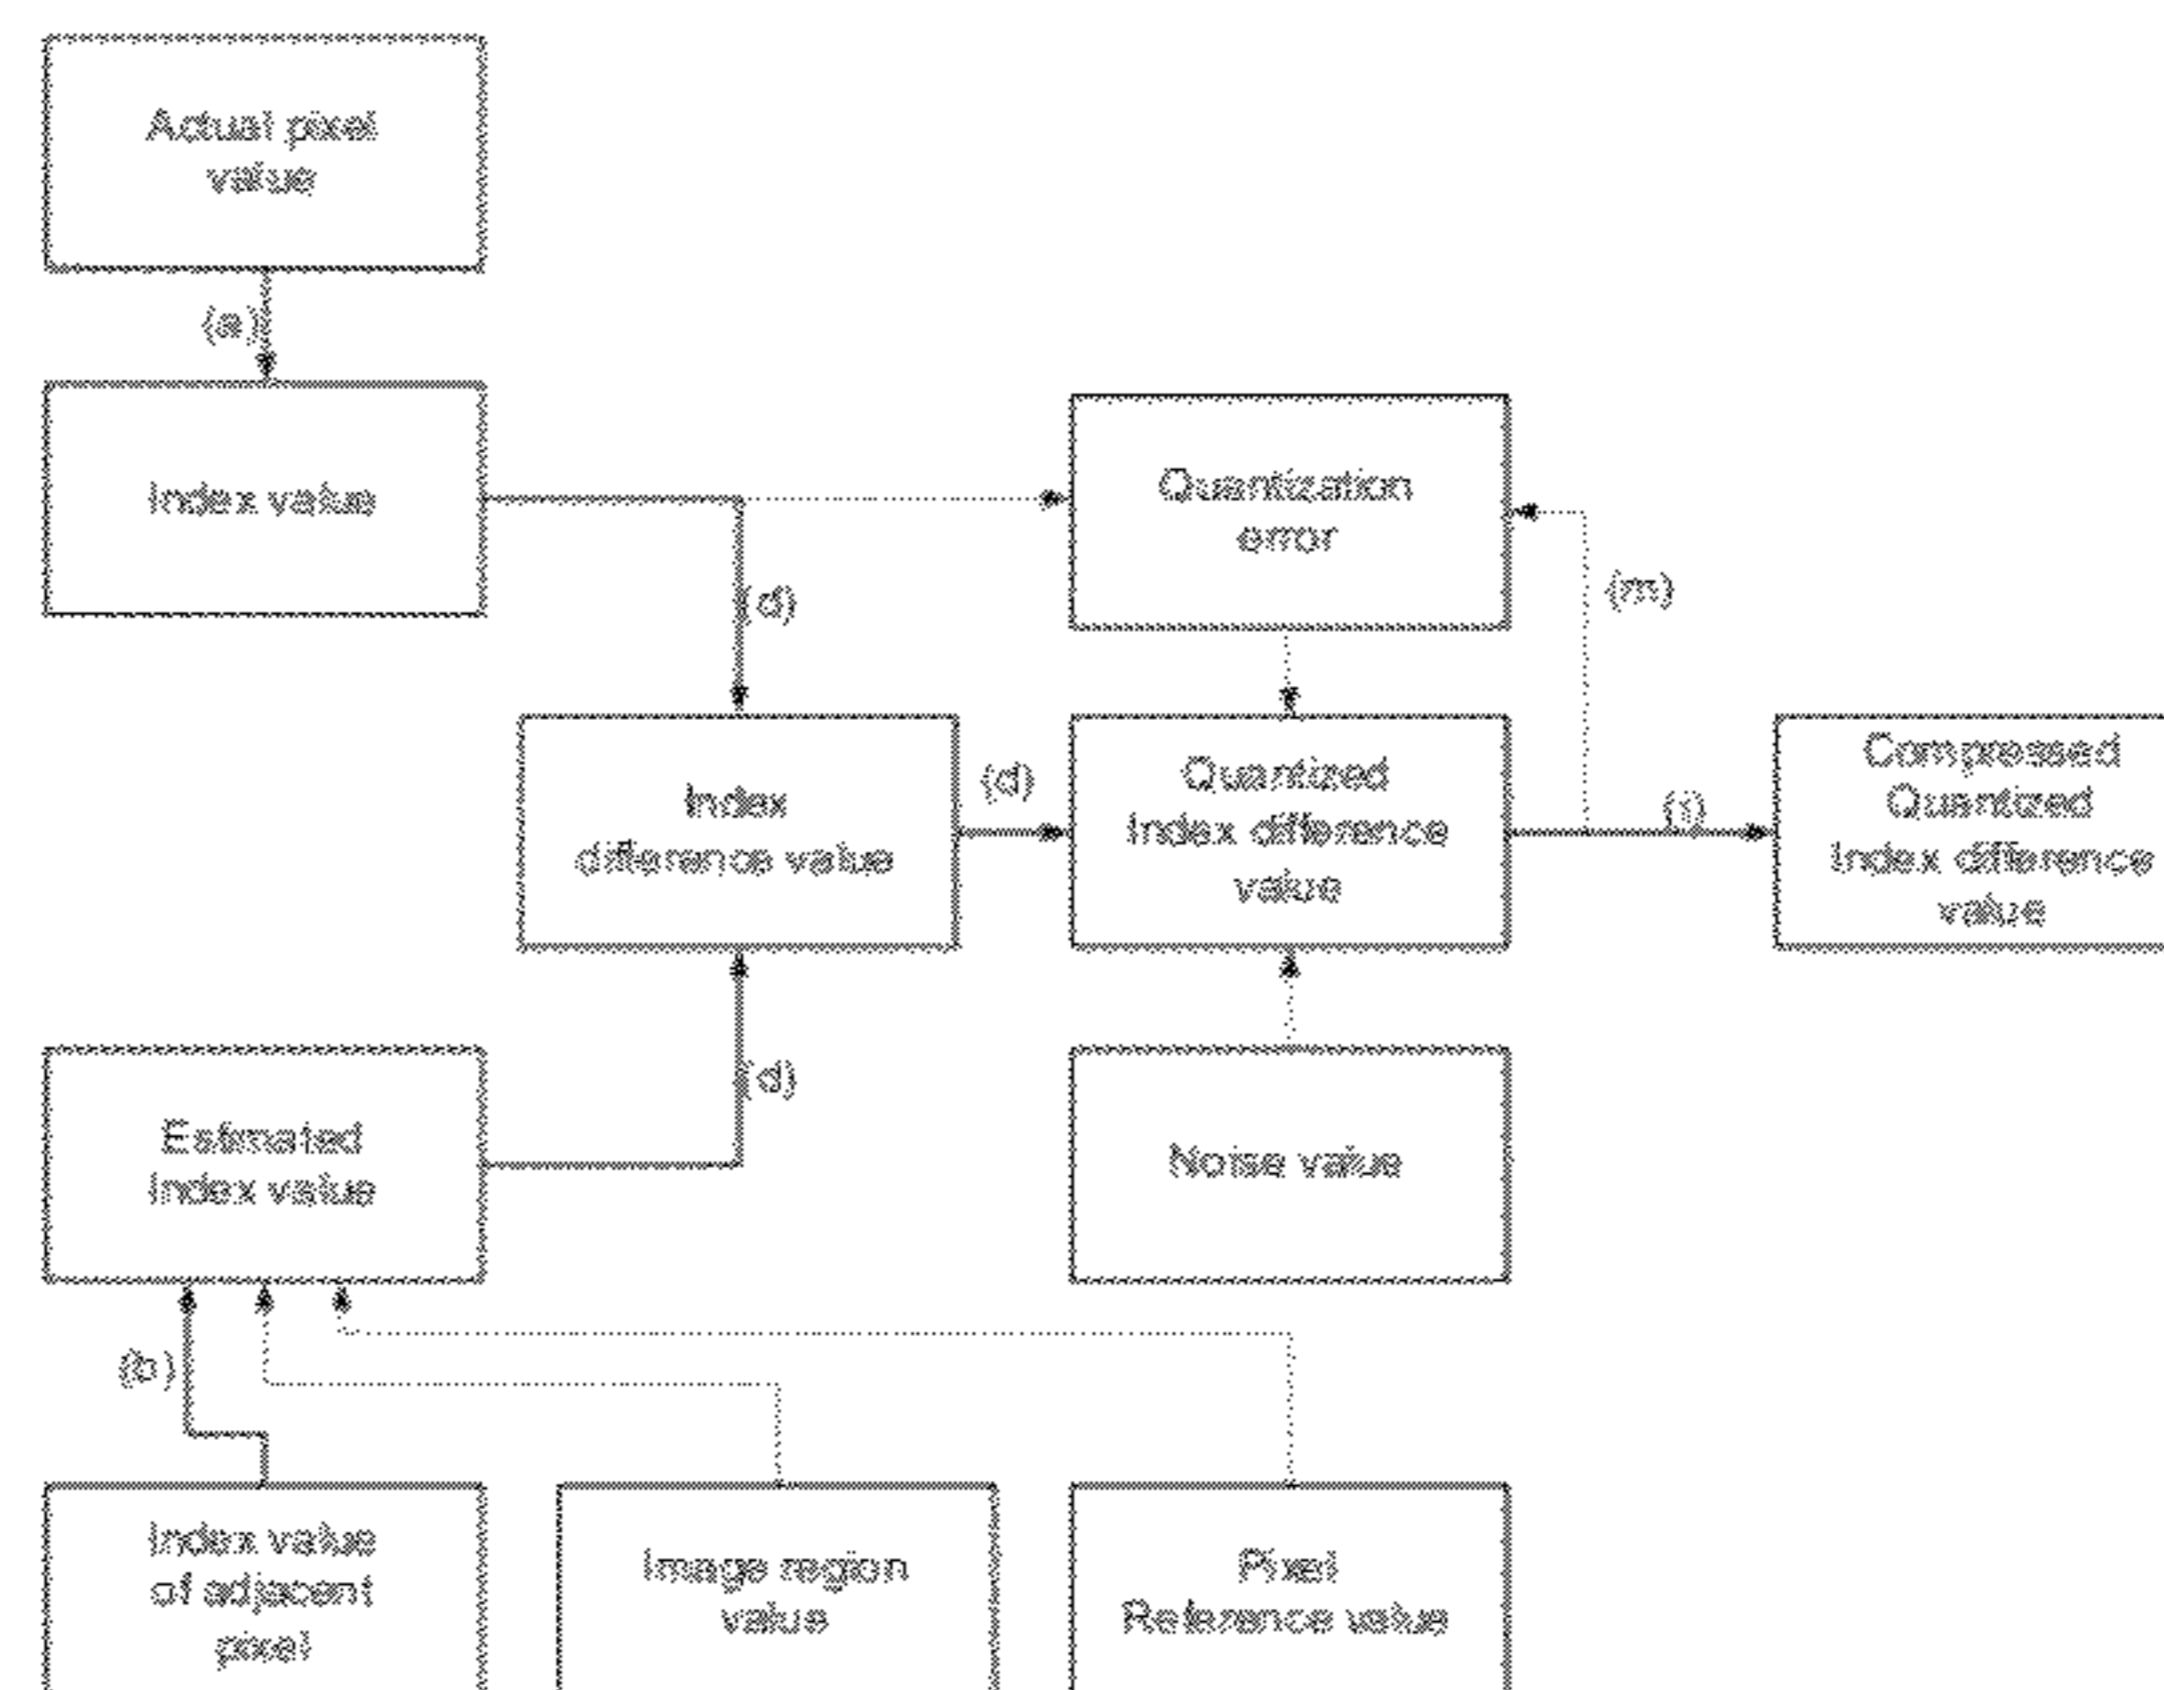 Actual pixel
value
(a)
Index value
Quantization
error
(m)
(d)
Index
difference value
(d)
Quantized
Index difference
value
(i)
Compressed
Quantized
Index difference
value
Estimated
Index value
(d)
Noise value
(b)
Index value
of adjacent
pixel
Image region
value
Pixel
Reference value